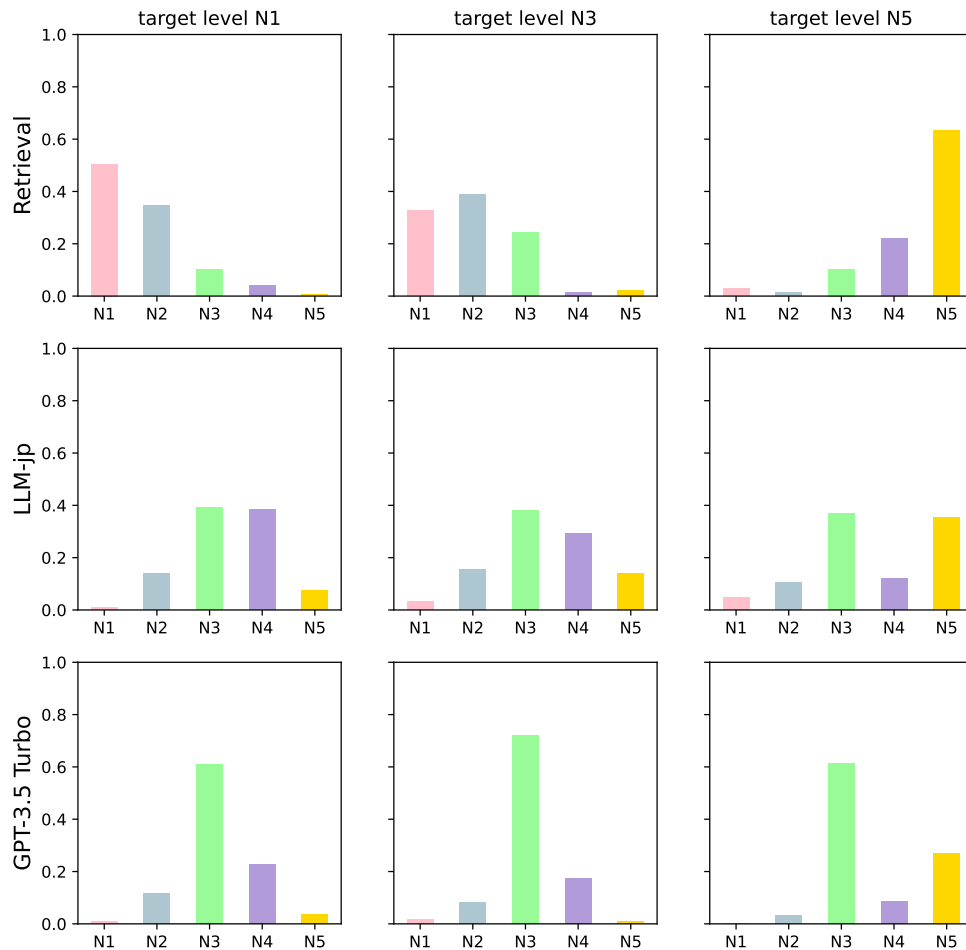 target level N1
target level N3
target level N5
Retrieval
1.0
0.8
0.6
0.4
0.2
0.0
N1 N2 N3 N4 N5
N1 N2 N3 N4 N5
N1 N2 N3 N4 N5
LLM-jp
1.0
0.8
0.6
0.4
0.2
0.0
N1 N2 N3 N4 N5
N1 N2 N3 N4 N5
N1 N2 N3 N4 N5
GPT-3.5 Turbo
1.0
0.8
0.6
0.4
0.2
0.0
N1 N2 N3 N4 N5
N1 N2 N3 N4 N5
N1 N2 N3 N4 N5